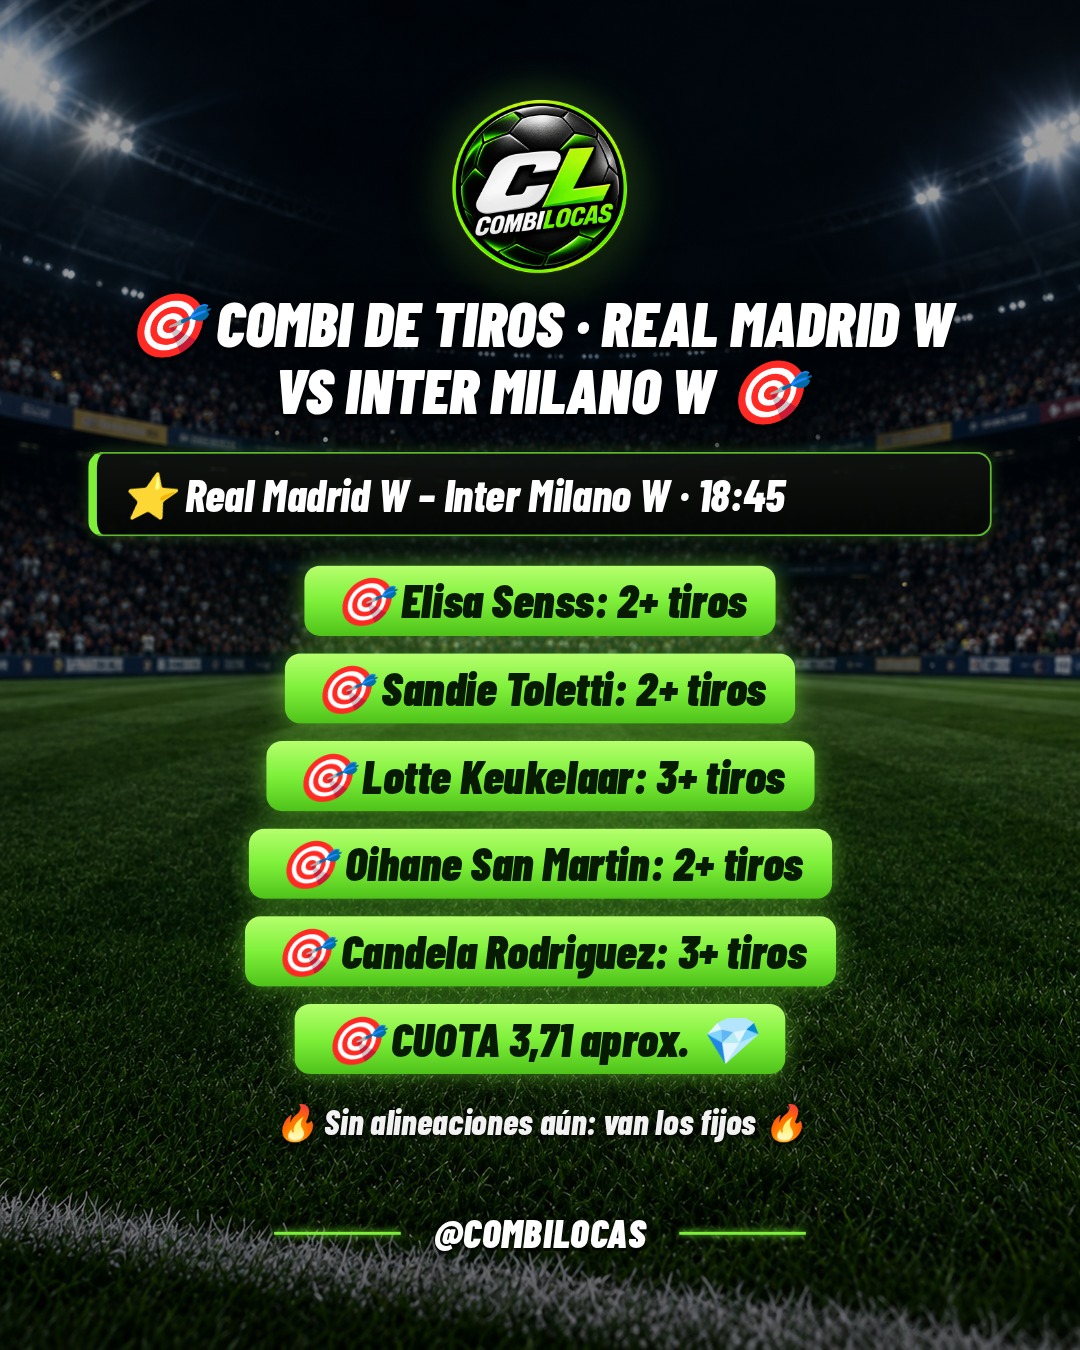 CL
COMBILOCAS
🎯 COMBI DE TIROS · REAL MADRID W
VS INTER MILANO W 🎯
⭐ Real Madrid W – Inter Milano W · 18:45
🎯 Elisa Senss: 2+ tiros
🎯 Sandie Toletti: 2+ tiros
🎯 Lotte Keukelaar: 3+ tiros
🎯 Oihane San Martin: 2+ tiros
🎯 Candela Rodriguez: 3+ tiros
🎯 CUOTA 3,71 aprox. 💎
🔥 Sin alineaciones aún: van los fijos 🔥
@COMBILOCAS